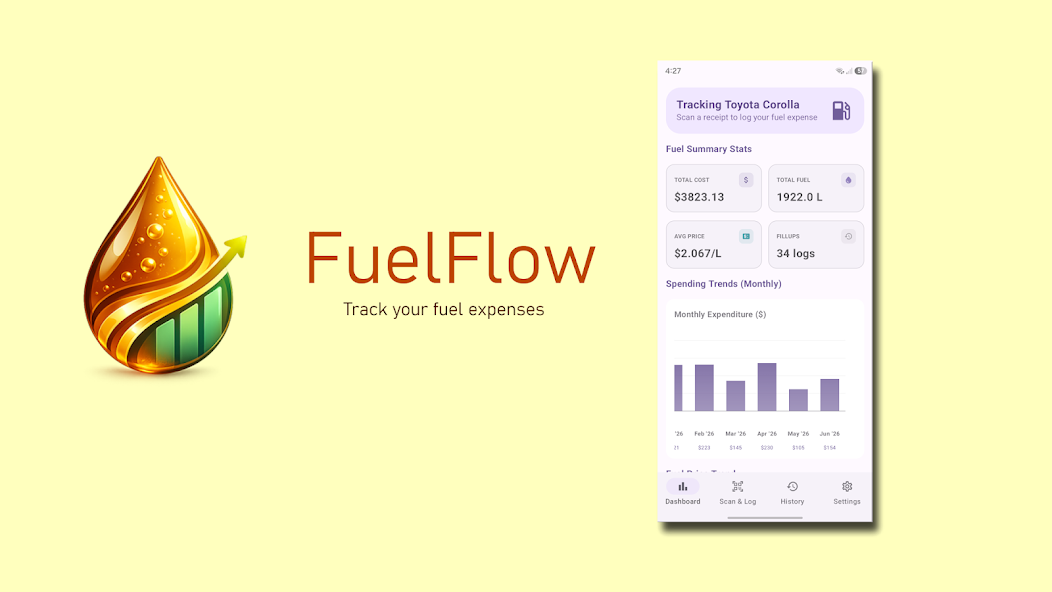 FuelFlow
Track your fuel expenses
4:27
Tracking Toyota Corolla
Scan a receipt to log your fuel expense
Fuel Summary Stats
TOTAL COST $
$3823.13
TOTAL FUEL
1922.0 L
AVG PRICE
$2.067/L
FILLUPS
34 logs
Spending Trends (Monthly)
Monthly Expenditure ($)
'26 Feb '26 Mar '26 Apr '26 May '26 Jun '26
71 $223 $145 $230 $105 $154
Dashboard Scan & Log History Settings